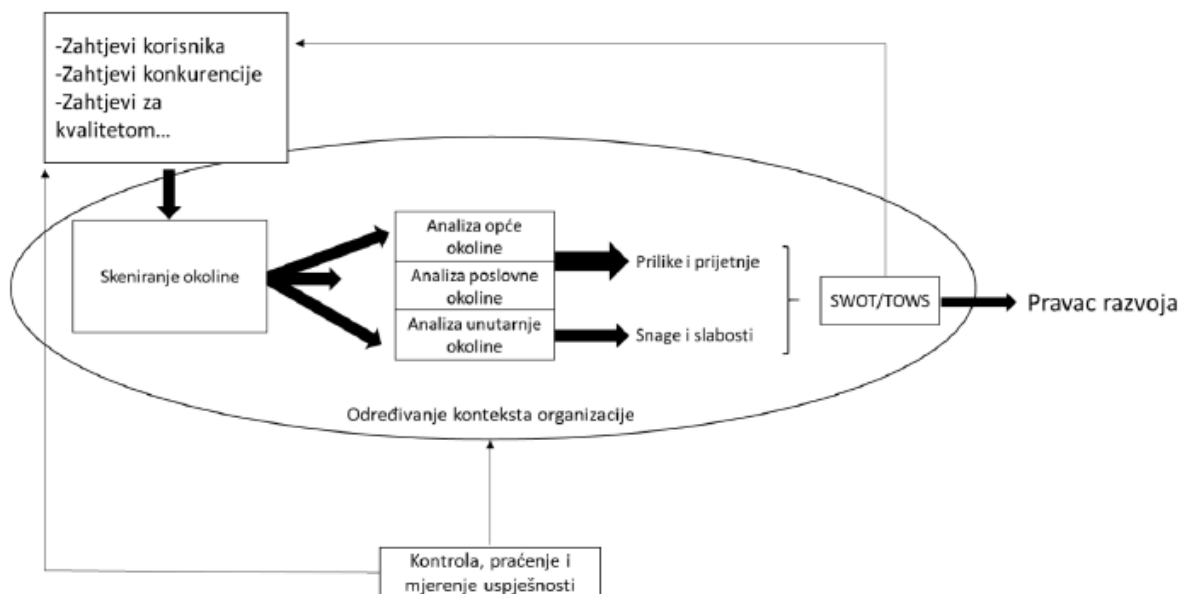 -Zahtjevi korisnika
-Zahtjevi konkurencije
-Zahtjevi za
kvalitetom...
Skeniranje okoline
Analiza opće
okoline
Analiza poslovne
okoline
Analiza unutarnje
okoline
Prilike i prijetnje
Snage i slabosti
SWOT/TOWS
Pravac razvoja
Određivanje konteksta organizacije
Kontrola, praćenje i
mjerenje uspješnosti